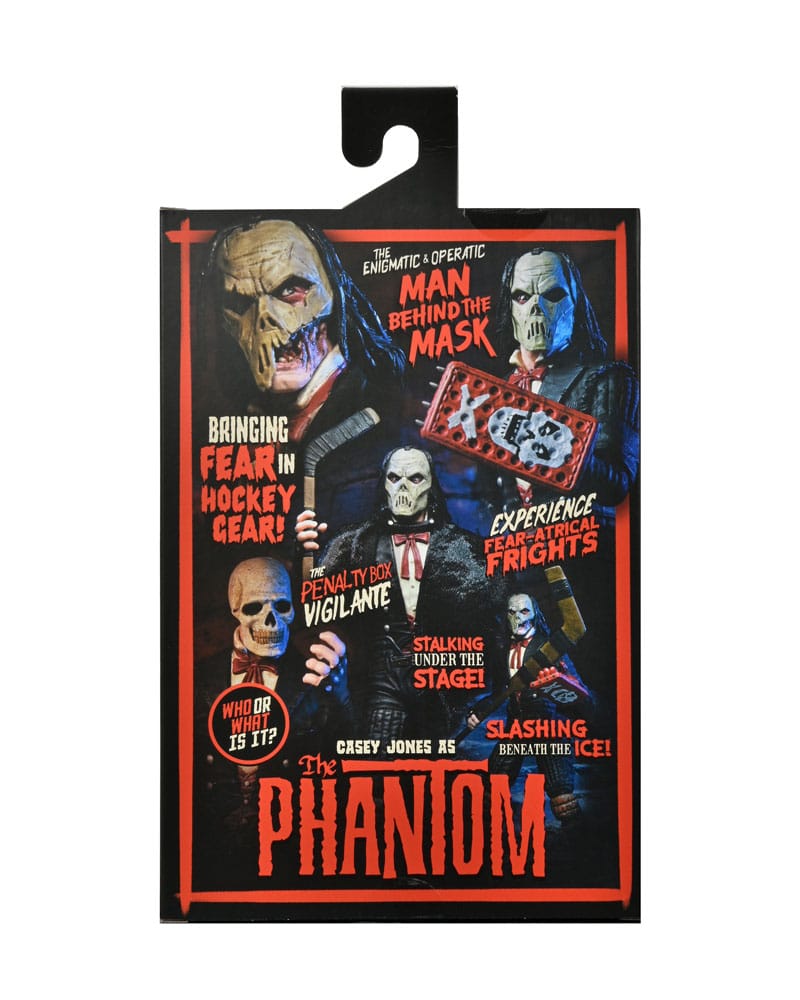 THE
ENIGMATIC & OPERATIC
MAN
BEHIND THE
MASK
BRINGING
FEAR IN
HOCKEY
GEAR!
EXPERIENCE
FEAR-ATRICAL
FRIGHTS
THE
PENALTY BOX
VIGILANTE
STALKING
UNDER THE
STAGE!
WHO OR
WHAT
IS IT?
SLASHING
BENEATH THE ICE!
CASEY JONES AS
The
PHANTOM